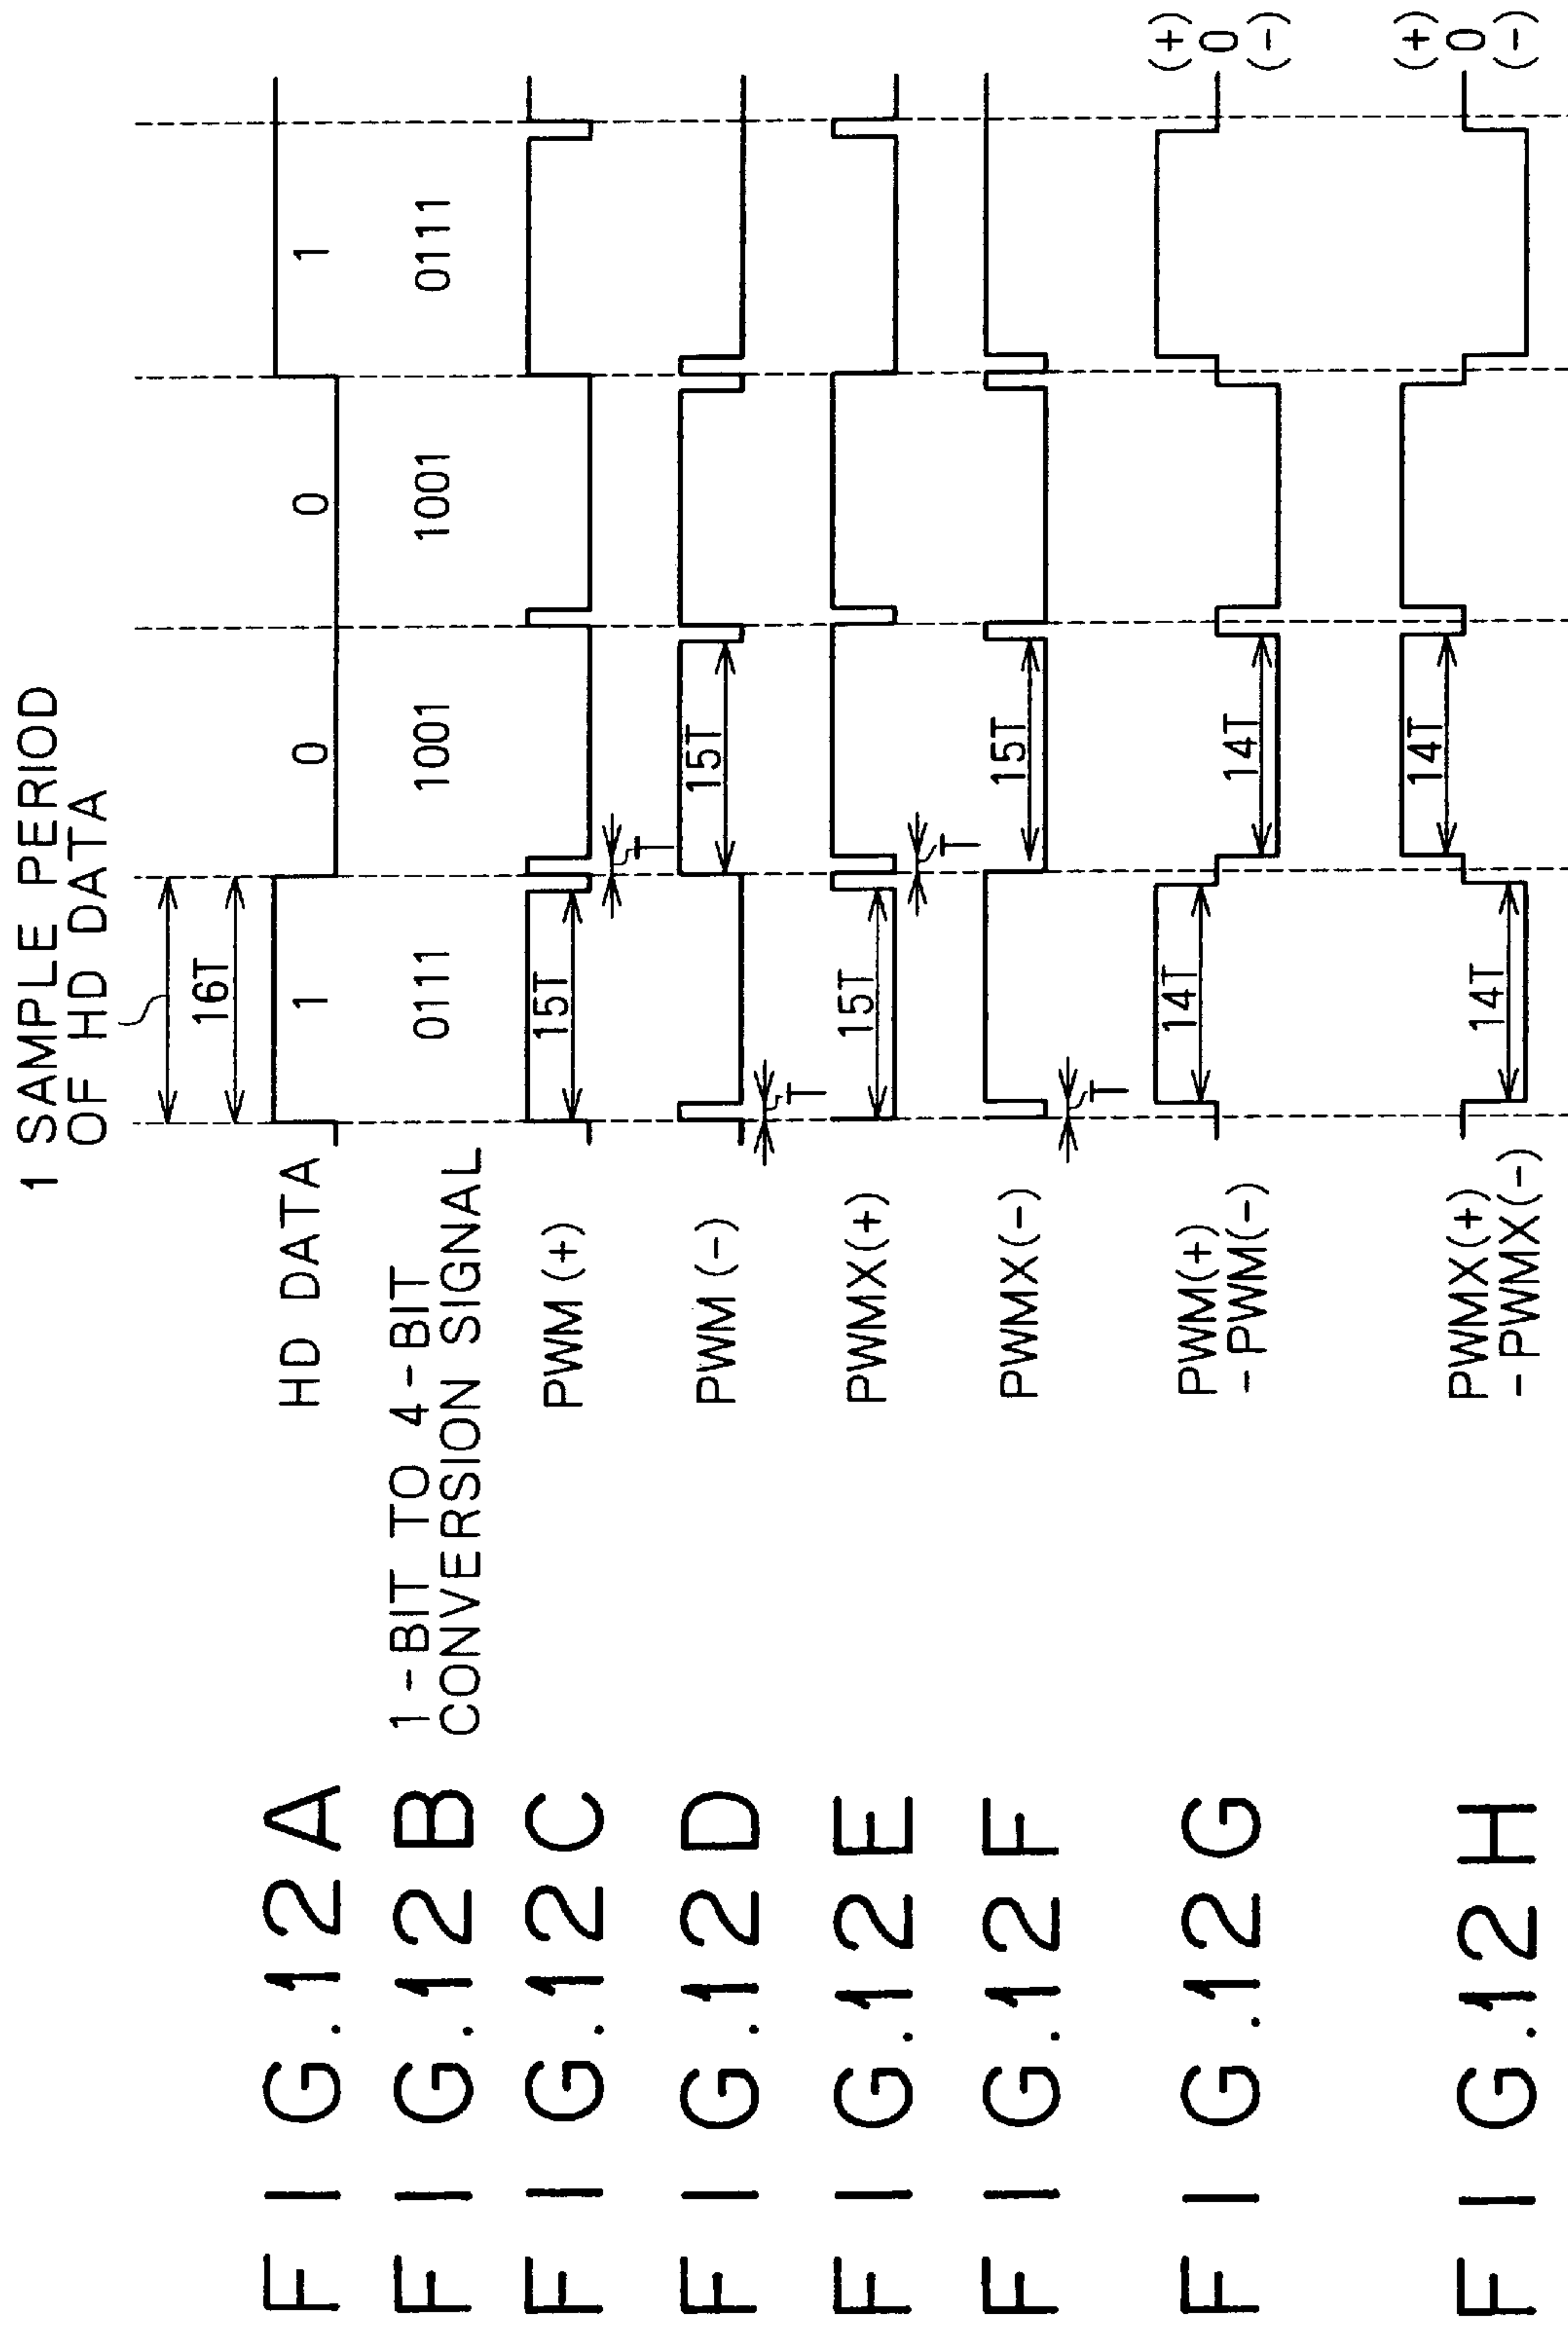 1 SAMPLE PERIOD
OF HD DATA
16T
FIG.12A HD DATA 1 0 0 1
FIG.12B 1-BIT TO 4-BIT
CONVERSION SIGNAL 0111 1001 1001 0111
FIG.12C PWM(+) 15T
T
FIG.12D PWM(-) 15T
T
FIG.12E PWMX(+) 15T
T
FIG.12F PWMX(-) 15T
T
FIG.12G PWM(+)
-PWM(-) 14T 14T
(+)
0
(-)
FIG.12H PWMX(+)
-PWMX(-) 14T 14T
(+)
0
(-)